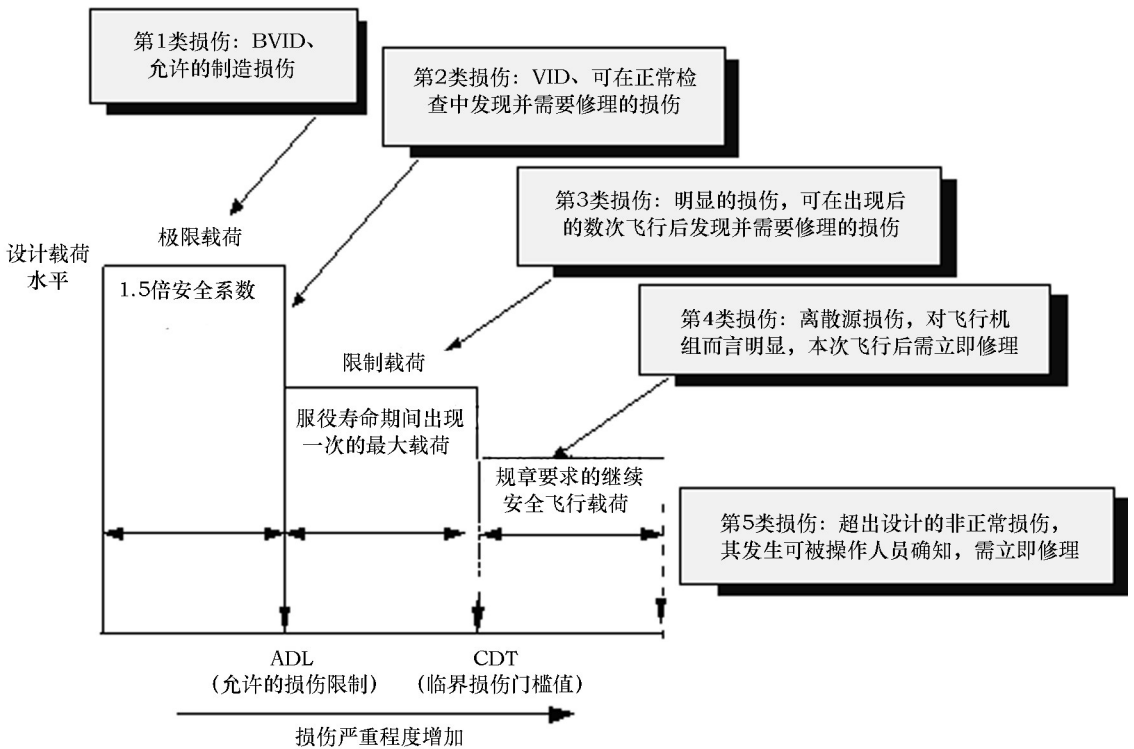 第1类损伤：BVID、
允许的制造损伤
第2类损伤：VID、可在正常检
查中发现并需要修理的损伤
第3类损伤：明显的损伤，可在出现后
的数次飞行后发现并需要修理的损伤
第4类损伤：离散源损伤，对飞行机
组而言明显，本次飞行后需立即修理
第5类损伤：超出设计的非正常损伤，
其发生可被操作人员确知，需立即修理
设计载荷
水平
极限载荷
1.5倍安全系数
限制载荷
服役寿命期间出现
一次的最大载荷
规章要求的继续
安全飞行载荷
ADL
(允许的损伤限制)
CDT
(临界损伤门槛值)
损伤严重程度增加